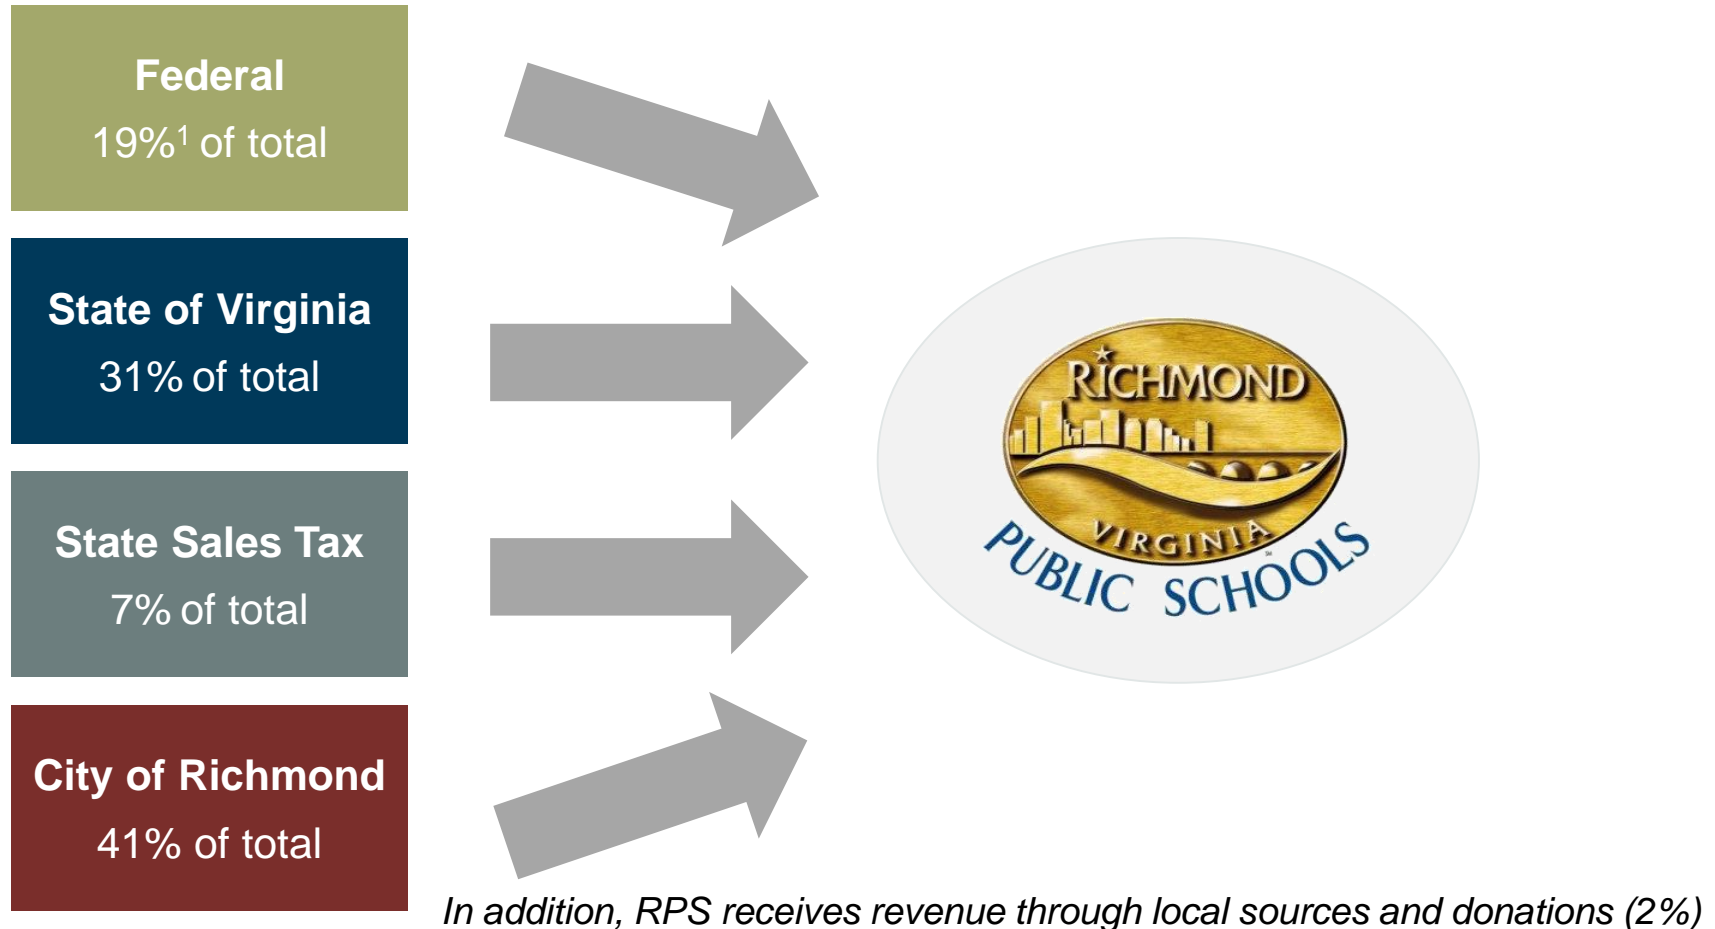 Federal
19%¹ of total
State of Virginia
31% of total
State Sales Tax
7% of total
City of Richmond
41% of total
RICHMOND
VIRGINIA
SM
PUBLIC SCHOOLS
In addition, RPS receives revenue through local sources and donations (2%)